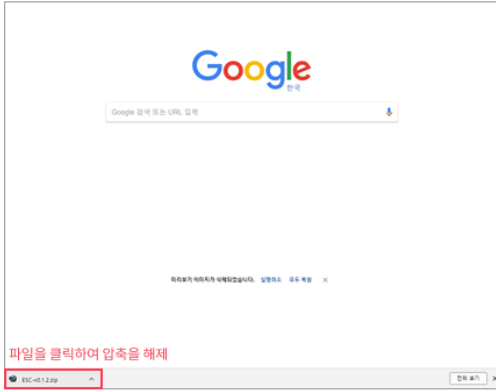 Google
한국
Google 검색 또는 URL 입력
미리보기 이미지가 삭제되었습니다. 실행취소 모두 복원
파일을 클릭하여 압축을 해제
ESC-v0.1.2.zip
전체 보기